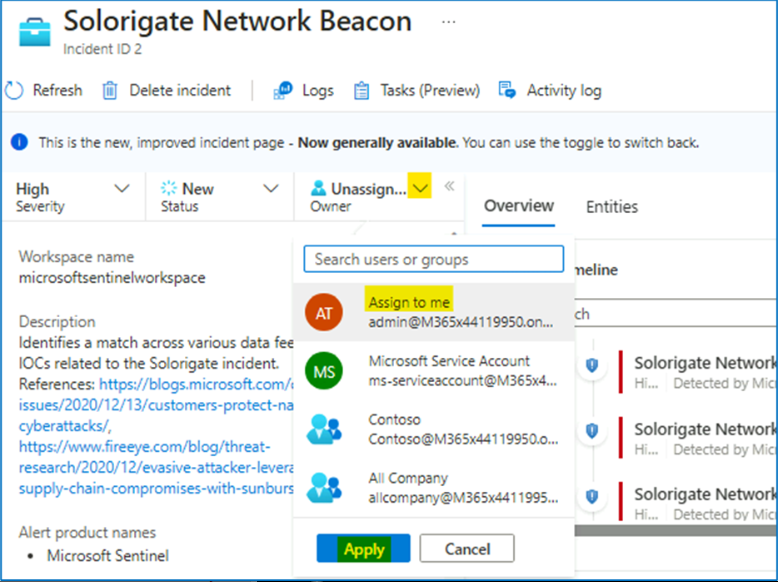 Solorigate Network Beacon ...
Incident ID 2
Refresh Delete incident Logs Tasks (Preview) Activity log
This is the new, improved incident page - Now generally available. You can use the toggle to switch back.
High
Severity
New
Status
Unassign...
Owner
Overview Entities
Workspace name
microsoftsentinelworkspace
Description
Identifies a match across various data fee
IOCs related to the Solorigate incident.
References: https://blogs.microsoft.com/
issues/2020/12/13/customers-protect-na
cyberattacks/,
https://www.fireeye.com/blog/threat-
research/2020/12/evasive-attacker-levera
supply-chain-compromises-with-sunburs
Alert product names
• Microsoft Sentinel
Search users or groups
AT
Assign to me
admin@M365x44119950.on...
MS
Microsoft Service Account
ms-serviceaccount@M365x4...
Contoso
Contoso@M365x44119950.o...
All Company
allcompany@M365x4411995...
Apply Cancel
meline
ch
Solorigate Network
Hi... Detected by Mic
Solorigate Network
Hi... Detected by Mic
Solorigate Network
Hi... Detected by Mic